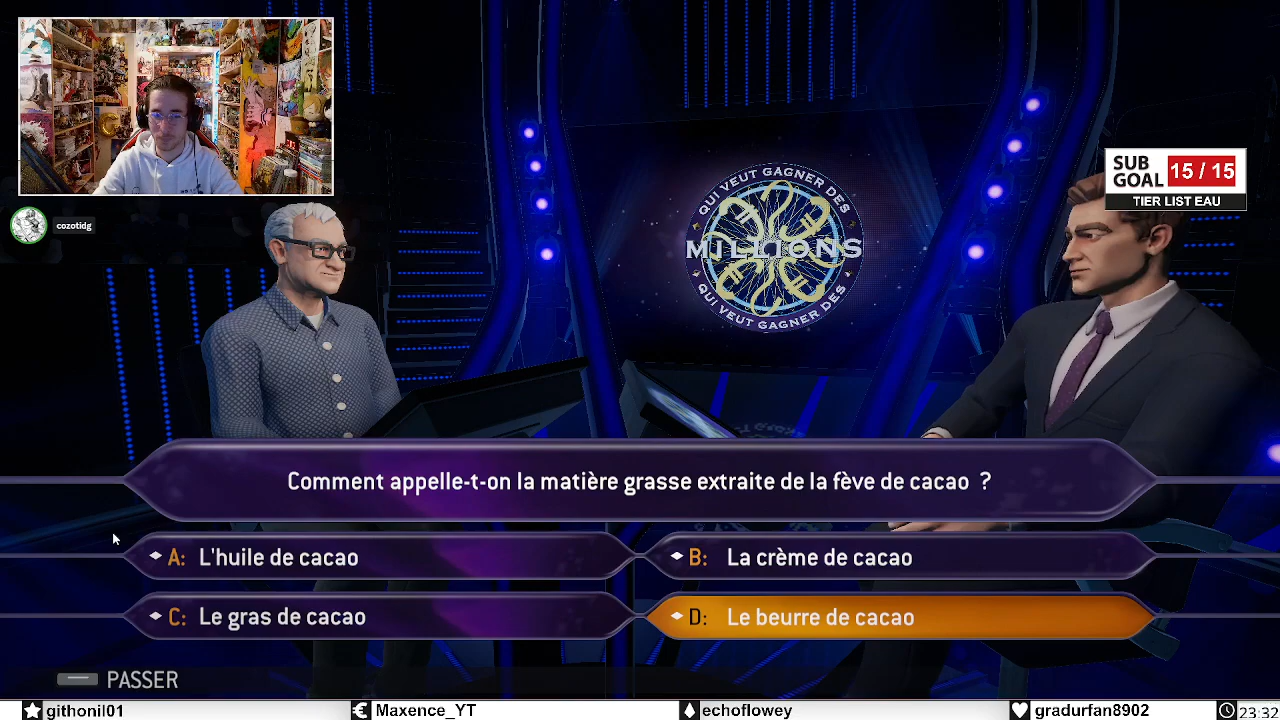 QUI VEUT GAGNER DES
MILLIONS
QUI VEUT GAGNER DES
SUB
GOAL
15 / 15
TIER LIST EAU
cozotidg
Comment appelle-t-on la matière grasse extraite de la fève de cacao ?
A: L'huile de cacao
B: La crème de cacao
C: Le gras de cacao
D: Le beurre de cacao
PASSER
githonil01
Maxence_YT
echoflowey
gradurfan8902
23:32